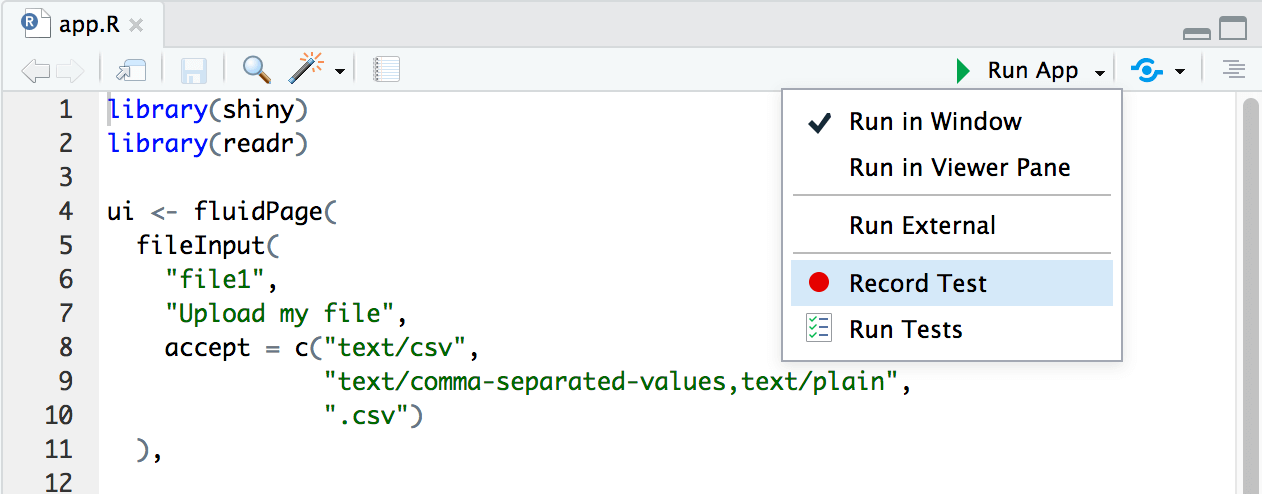 app.R
Run App
1 library(shiny)
2 library(readr)
3
4 ui <- fluidPage(
5   fileInput(
6     "file1",
7     "Upload my file",
8     accept = c("text/csv",
9                "text/comma-separated-values,text/plain",
10                ".csv")
11   ),
12
Run in Window
Run in Viewer Pane
Run External
Record Test
Run Tests